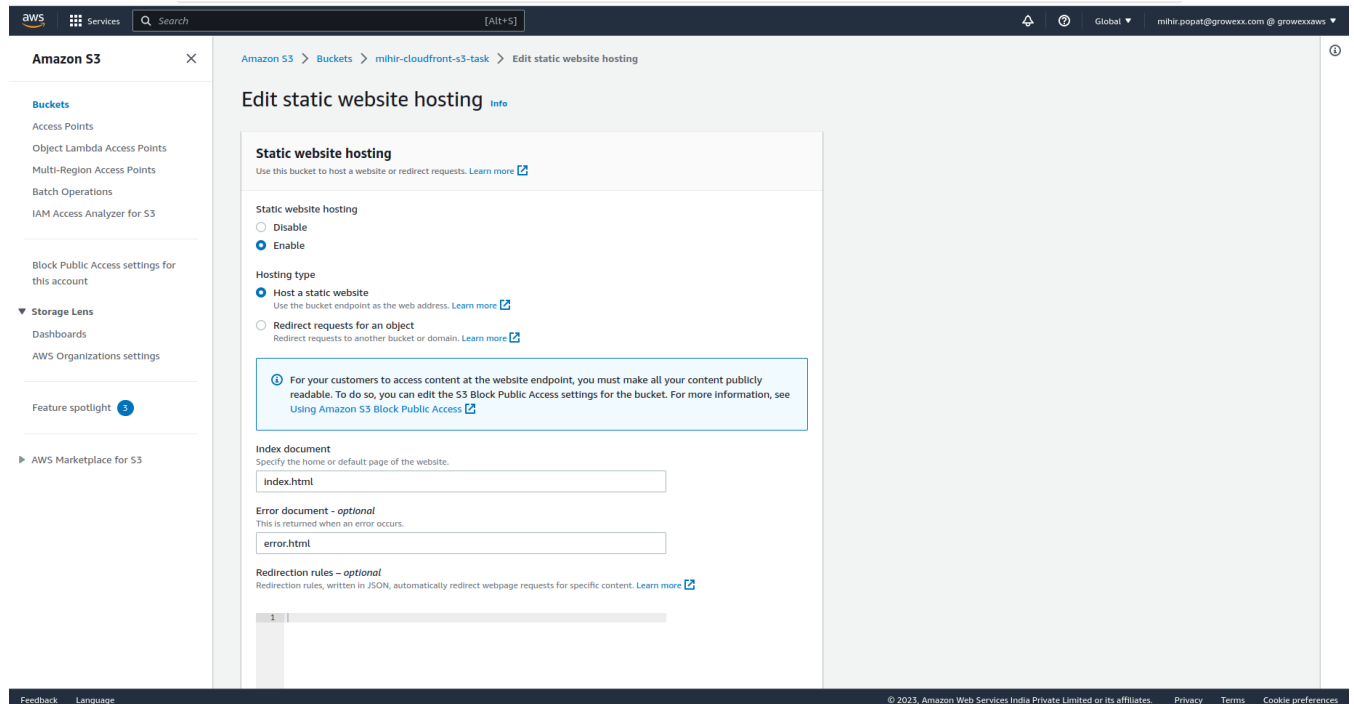 aws
Services
Search
[Alt+S]
Global
mihir.popat@growexx.com @ growexxaws
Amazon S3
Buckets
Access Points
Object Lambda Access Points
Multi-Region Access Points
Batch Operations
IAM Access Analyzer for S3
Block Public Access settings for
this account
Storage Lens
Dashboards
AWS Organizations settings
Feature spotlight 3
AWS Marketplace for S3
Amazon S3 > Buckets > mihir-cloudfront-s3-task > Edit static website hosting
Edit static website hosting Info
Static website hosting
Use this bucket to host a website or redirect requests. Learn more
Static website hosting
Disable
Enable
Hosting type
Host a static website
Use the bucket endpoint as the web address. Learn more
Redirect requests for an object
Redirect requests to another bucket or domain. Learn more
For your customers to access content at the website endpoint, you must make all your content publicly
readable. To do so, you can edit the S3 Block Public Access settings for the bucket. For more information, see
Using Amazon S3 Block Public Access
Index document
Specify the home or default page of the website.
index.html
Error document - optional
This is returned when an error occurs.
error.html
Redirection rules – optional
Redirection rules, written in JSON, automatically redirect webpage requests for specific content. Learn more
1
Feedback
Language
© 2023, Amazon Web Services India Private Limited or its affiliates.
Privacy
Terms
Cookie preferences